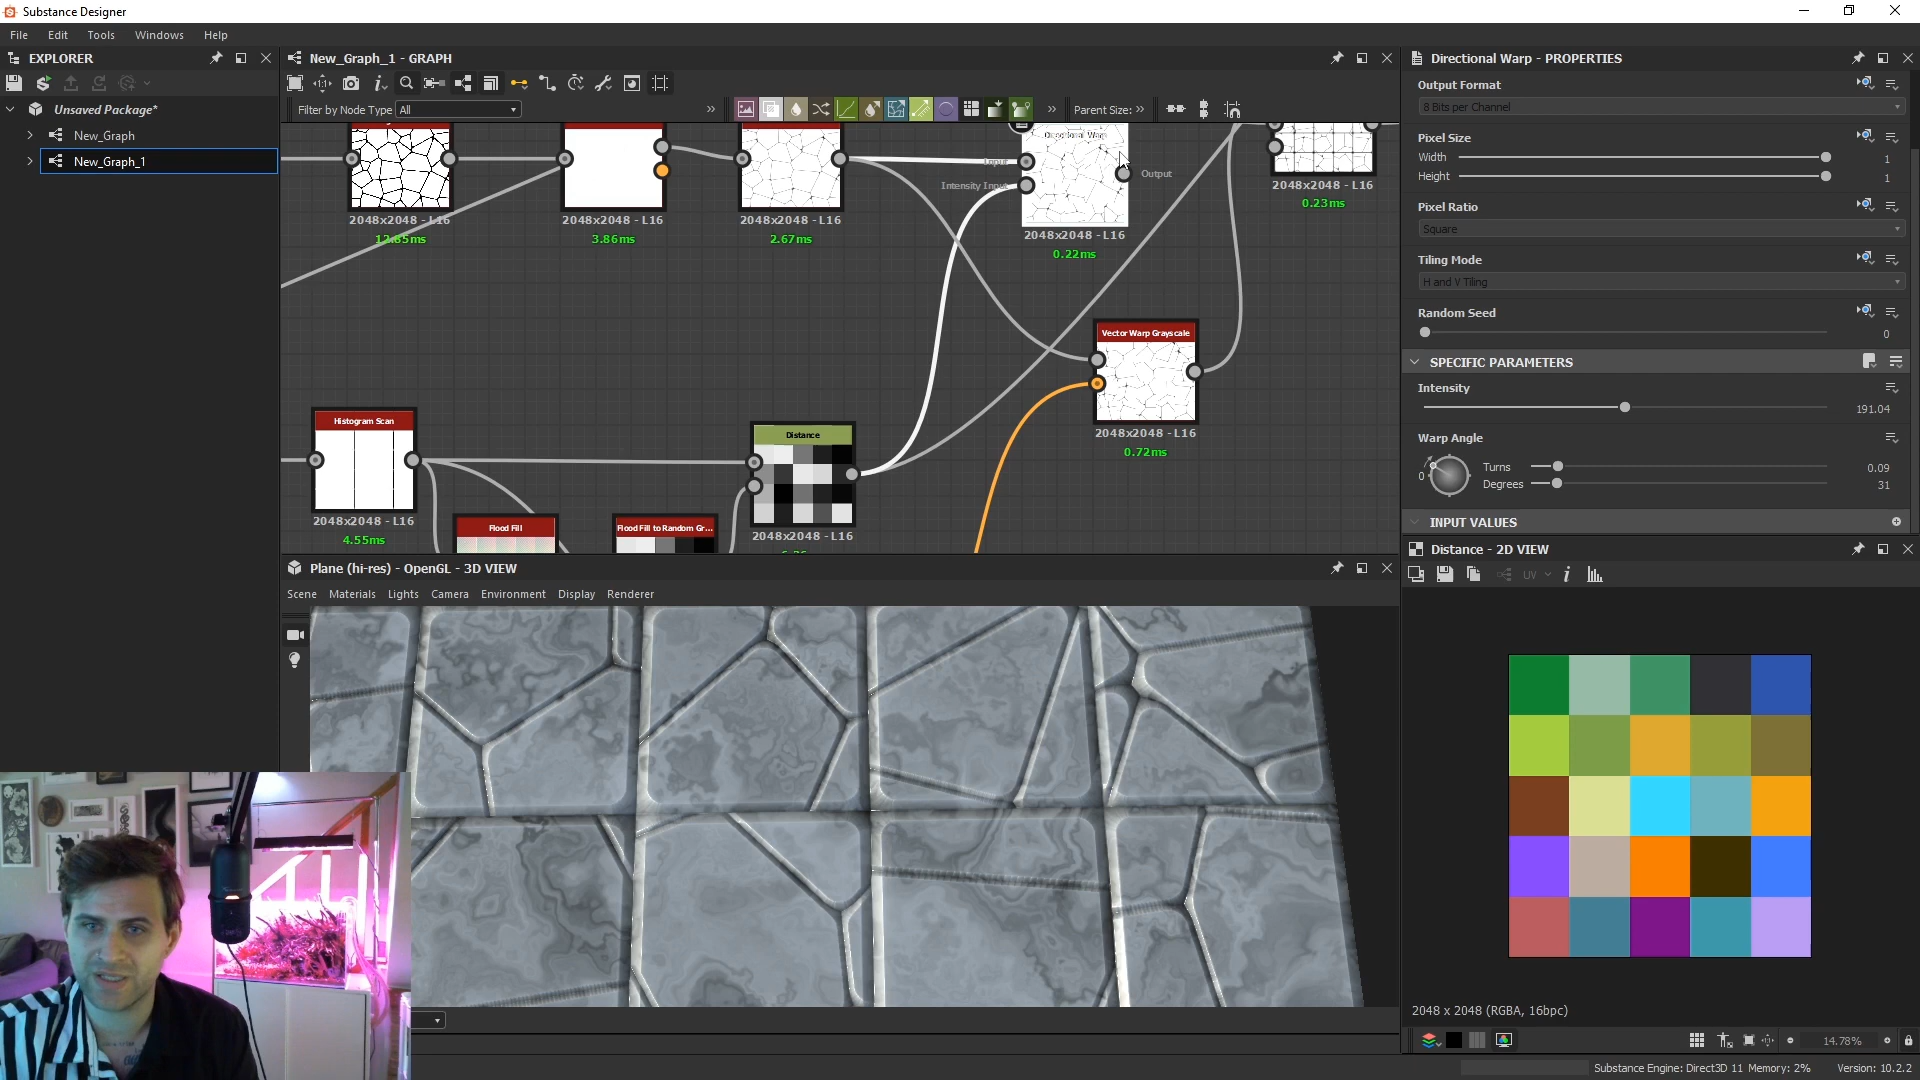 Substance Designer
File Edit Tools Windows Help
EXPLORER
Unsaved Package*
New_Graph
New_Graph_1
New_Graph_1 - GRAPH
Filter by Node Type All
Parent Size:
2048x2048 - L16
12.85ms
2048x2048 - L16
3.86ms
2048x2048 - L16
2.67ms
Directional Warp
Input
Intensity Input
Output
2048x2048 - L16
0.22ms
2048x2048 - L16
0.23ms
Vector Warp Grayscale
2048x2048 - L16
0.72ms
Histogram Scan
2048x2048 - L16
4.55ms
Distance
2048x2048 - L16
Flood Fill
Flood Fill to Random Gr...
Plane (hi-res) - OpenGL - 3D VIEW
Scene Materials Lights Camera Environment Display Renderer
Directional Warp - PROPERTIES
Output Format
8 Bits per Channel
Pixel Size
Width 1
Height 1
Pixel Ratio
Square
Tiling Mode
H and V Tiling
Random Seed
0
SPECIFIC PARAMETERS
Intensity
191.04
Warp Angle
0
Turns 0.09
Degrees 31
INPUT VALUES
Distance - 2D VIEW
UV
2048 x 2048 (RGBA, 16bpc)
14.78%
Substance Engine: Direct3D 11 Memory: 2% Version: 10.2.2